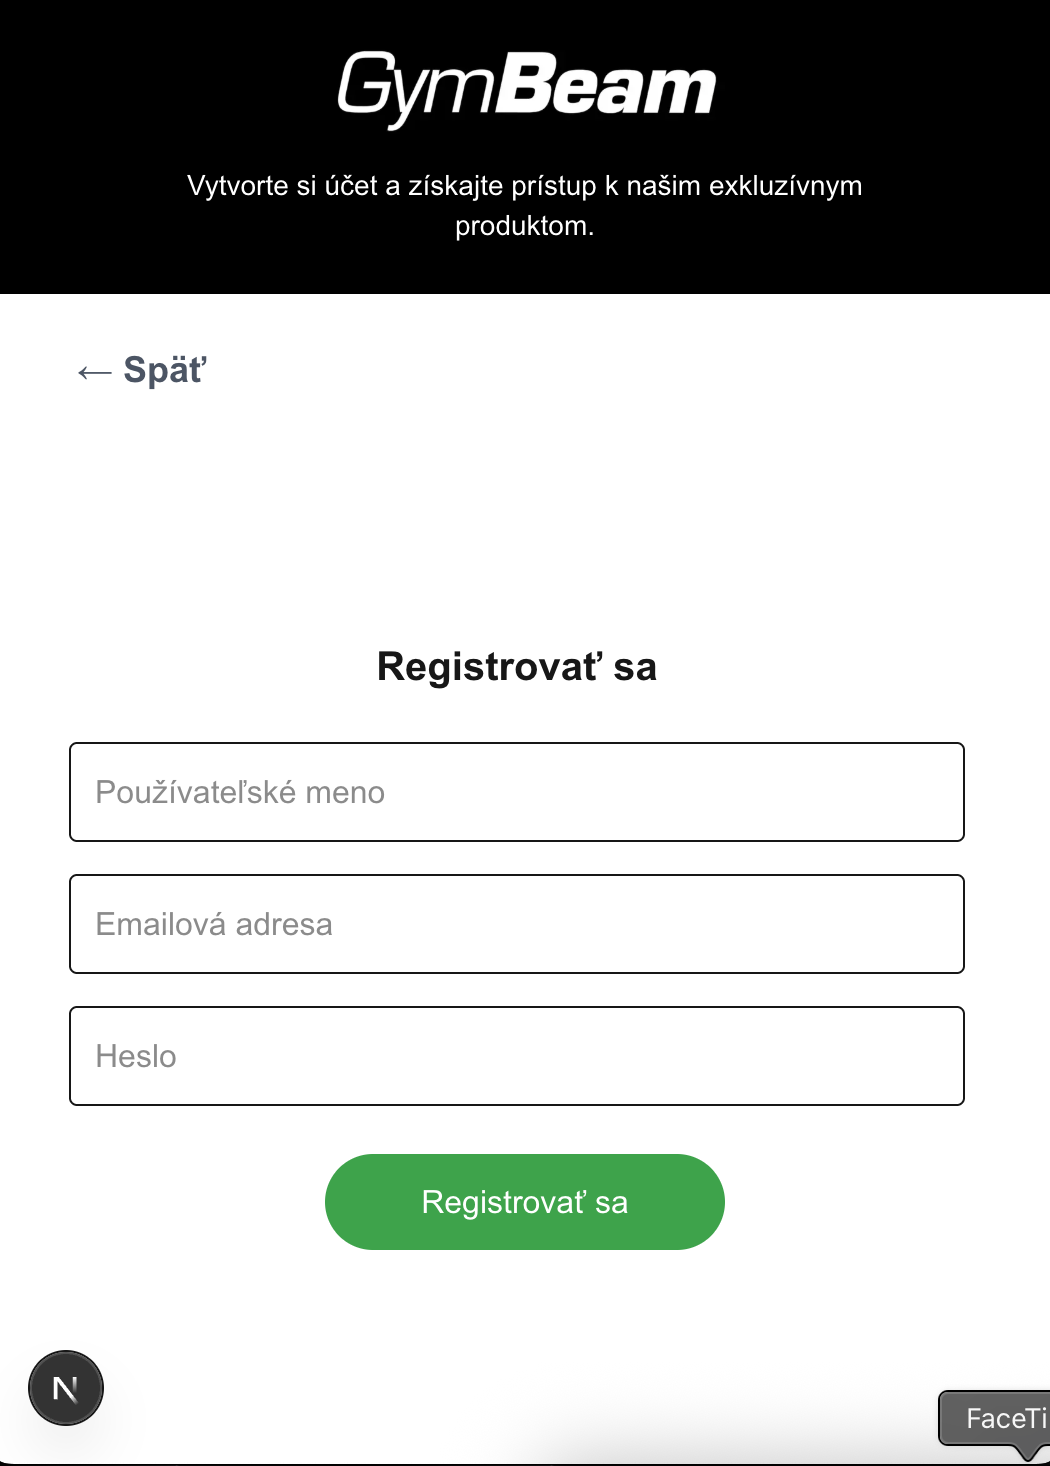 GymBeam
Vytvorte si účet a získajte prístup k našim exkluzívnym
produktom.
← Späť
Registrovať sa
Používateľské meno
Emailová adresa
Heslo
Registrovať sa
N
FaceTi